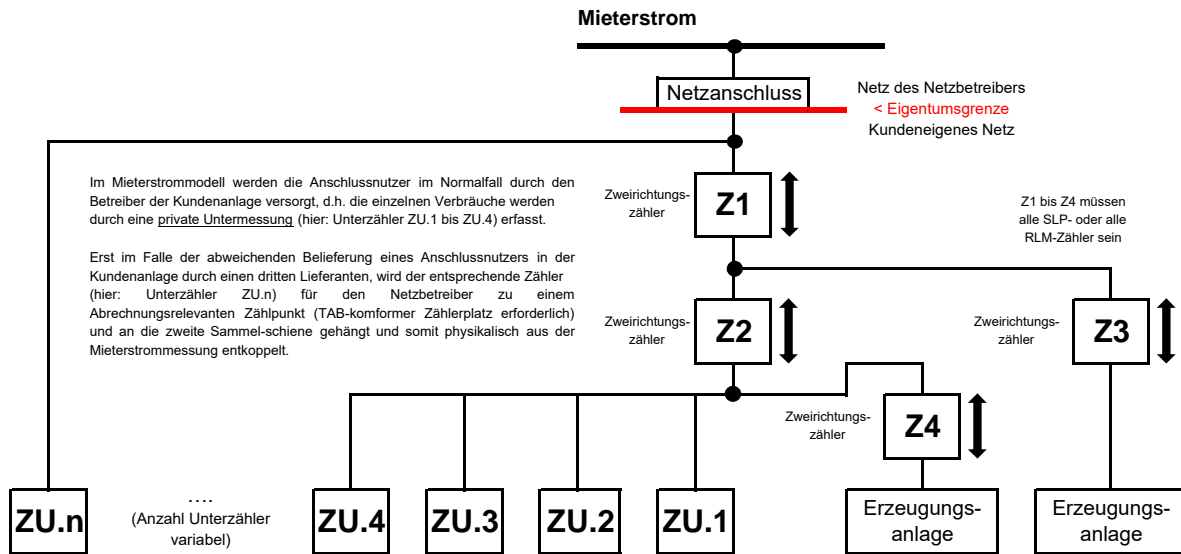 Mieterstrom
Netzanschluss
Netz des Netzbetreibers
< Eigentumsgrenze
Kundeneigenes Netz
Im Mieterstrommodell werden die Anschlussnutzer im Normalfall durch den
Betreiber der Kundenanlage versorgt, d.h. die einzelnen Verbräuche werden
durch eine private Untermessung (hier: Unterzähler ZU.1 bis ZU.4) erfasst.
Erst im Falle der abweichenden Belieferung eines Anschlussnutzers in der
Kundenanlage durch einen dritten Lieferanten, wird der entsprechende Zähler
(hier: Unterzähler ZU.n) für den Netzbetreiber zu einem
Abrechnungsrelevanten Zählpunkt (TAB-komformer Zählerplatz erforderlich)
und an die zweite Sammel-schiene gehängt und somit physikalisch aus der
Mieterstrommessung entkoppelt.
Zweirichtungs-
zähler
Z1
Z1 bis Z4 müssen
alle SLP- oder alle
RLM-Zähler sein
Zweirichtungs-
zähler
Z2
Zweirichtungs-
zähler
Z3
Zweirichtungs-
zähler
Z4
ZU.n
....
(Anzahl Unterzähler
variabel)
ZU.4
ZU.3
ZU.2
ZU.1
Erzeugungs-
anlage
Erzeugungs-
anlage